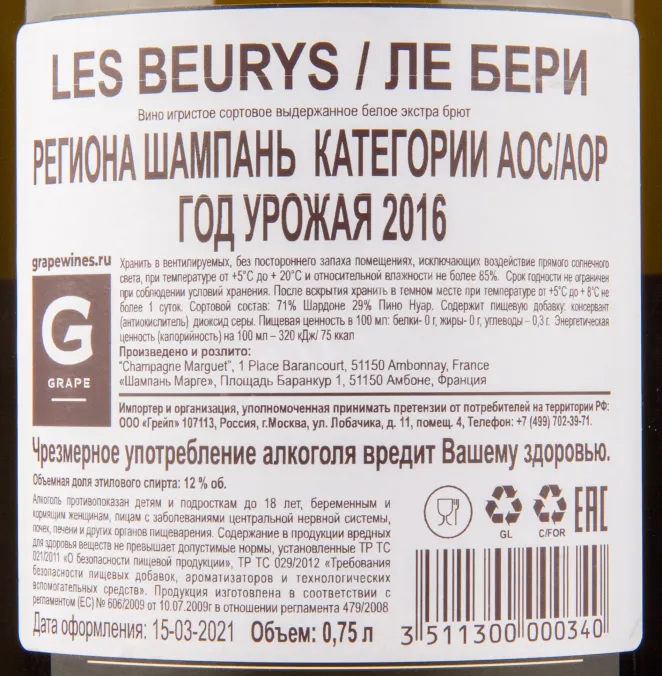 LES BEURYS / ЛЕ БЕРИ
Вино игристое сортовое выдержанное белое экстра брют
РЕГИОНА ШАМПАНЬ КАТЕГОРИИ АОС/АОР
ГОД УРОЖАЯ 2016
grapewines.ru
G
GRAPE
Хранить в вентилируемых, без постороннего запаха помещениях, исключающих воздействие прямого солнечного
света, при температуре от +5°С до + 20°С и относительной влажности не более 85%. Срок годности не ограничен
при соблюдении условий хранения. После вскрытия хранить в темном месте при температуре от +5°С до + 8°С не
более 1 суток. Сортовой состав: 71% Шардоне 29% Пино Нуар. Содержит пищевую добавку: консервант
(антиокислитель) диоксид серы. Пищевая ценность в 100 мл: белки- 0 г, жиры- 0 г, углеводы – 0,3 г. Энергетическая
ценность (калорийность) на 100 мл – 320 кДж/ 75 ккал
Произведено и розлито:
"Champagne Marguet", 1 Place Barancourt, 51150 Ambonnay, France
«Шампань Марге», Площадь Баранкур 1, 51150 Амбоне, Франция
Импортер и организация, уполномоченная принимать претензии от потребителей на территории РФ:
ООО «Грейп» 107113, Россия, г.Москва, ул. Лобачика, д. 11, помещ. 4, Телефон: +7 (499) 702-39-71.
Чрезмерное употребление алкоголя вредит Вашему здоровью.
Объемная доля этилового спирта: 12 % об.
Алкоголь противопоказан детям и подросткам до 18 лет, беременным и
кормящим женщинам, лицам с заболеваниями центральной нервной системы,
почек, печени и других органов пищеварения. Содержание в продукции вредных
для здоровья веществ не превышает допустимые нормы, установленные ТР ТС
021/2011 «О безопасности пищевой продукции», ТР ТС 029/2012 «Требования
безопасности пищевых добавок, ароматизаторов и технологических
вспомогательных средств». Продукция изготовлена в соответствии с
регламентом (ЕС) № 606/2009 от 10.07.2009г в отношении регламента 479/2008
GL
C/FOR
EAC
Дата оформления: 15-03-2021 Объем: 0,75 л
3 511300 000340